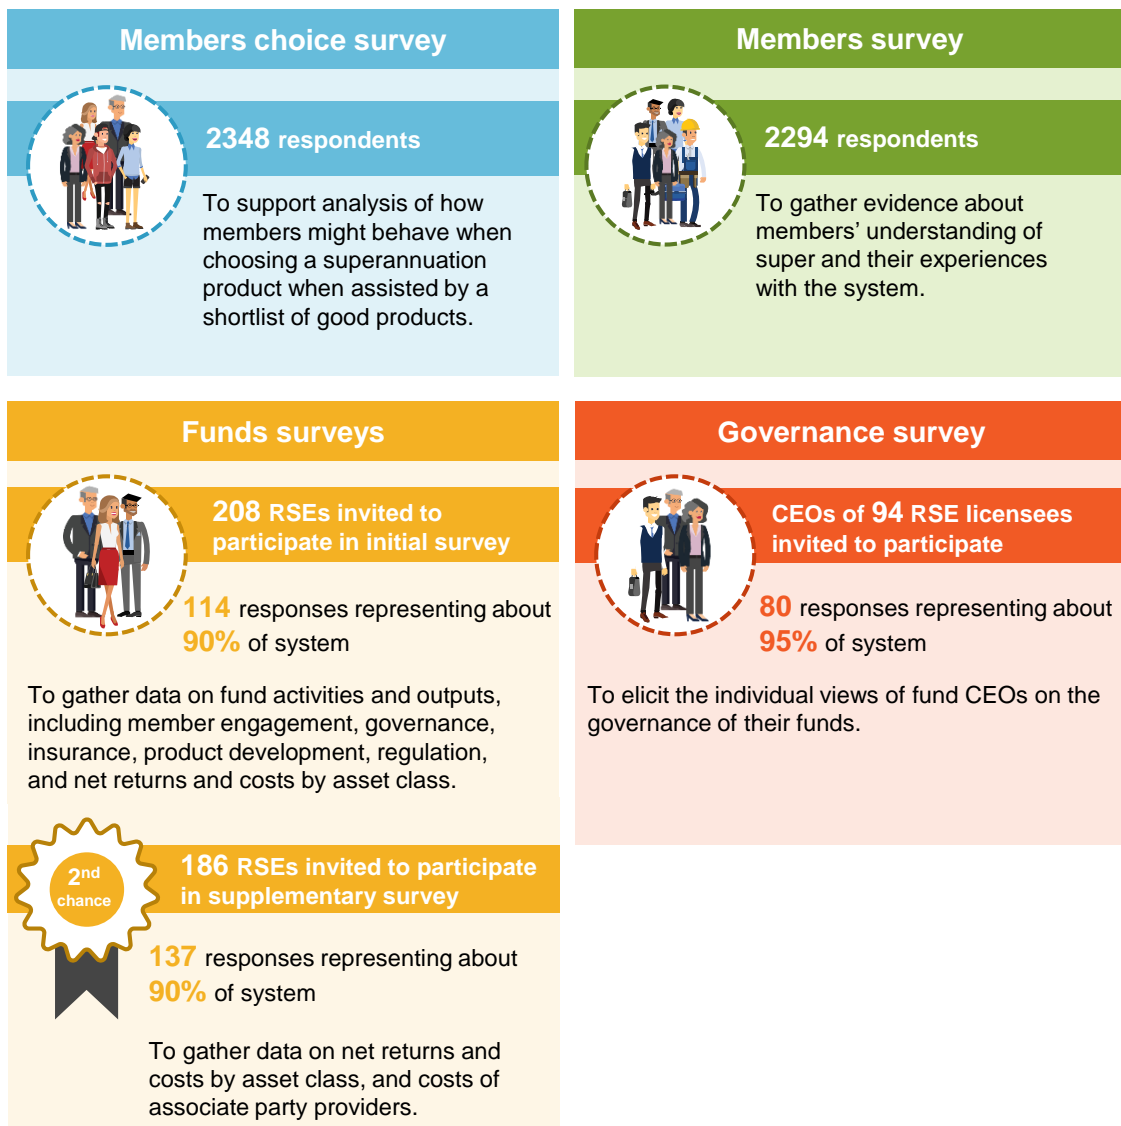 Members choice survey
2348 respondents
To support analysis of how
members might behave when
choosing a superannuation
product when assisted by a
shortlist of good products.
Members survey
2294 respondents
To gather evidence about
members’ understanding of
super and their experiences
with the system.
Funds surveys
208 RSEs invited to
participate in initial survey
114 responses representing about
90% of system
To gather data on fund activities and outputs,
including member engagement, governance,
insurance, product development, regulation,
and net returns and costs by asset class.
2nd
chance
186 RSEs invited to participate
in supplementary survey
137 responses representing about
90% of system
To gather data on net returns and
costs by asset class, and costs of
associate party providers.
Governance survey
CEOs of 94 RSE licensees
invited to participate
80 responses representing about
95% of system
To elicit the individual views of fund CEOs on the
governance of their funds.